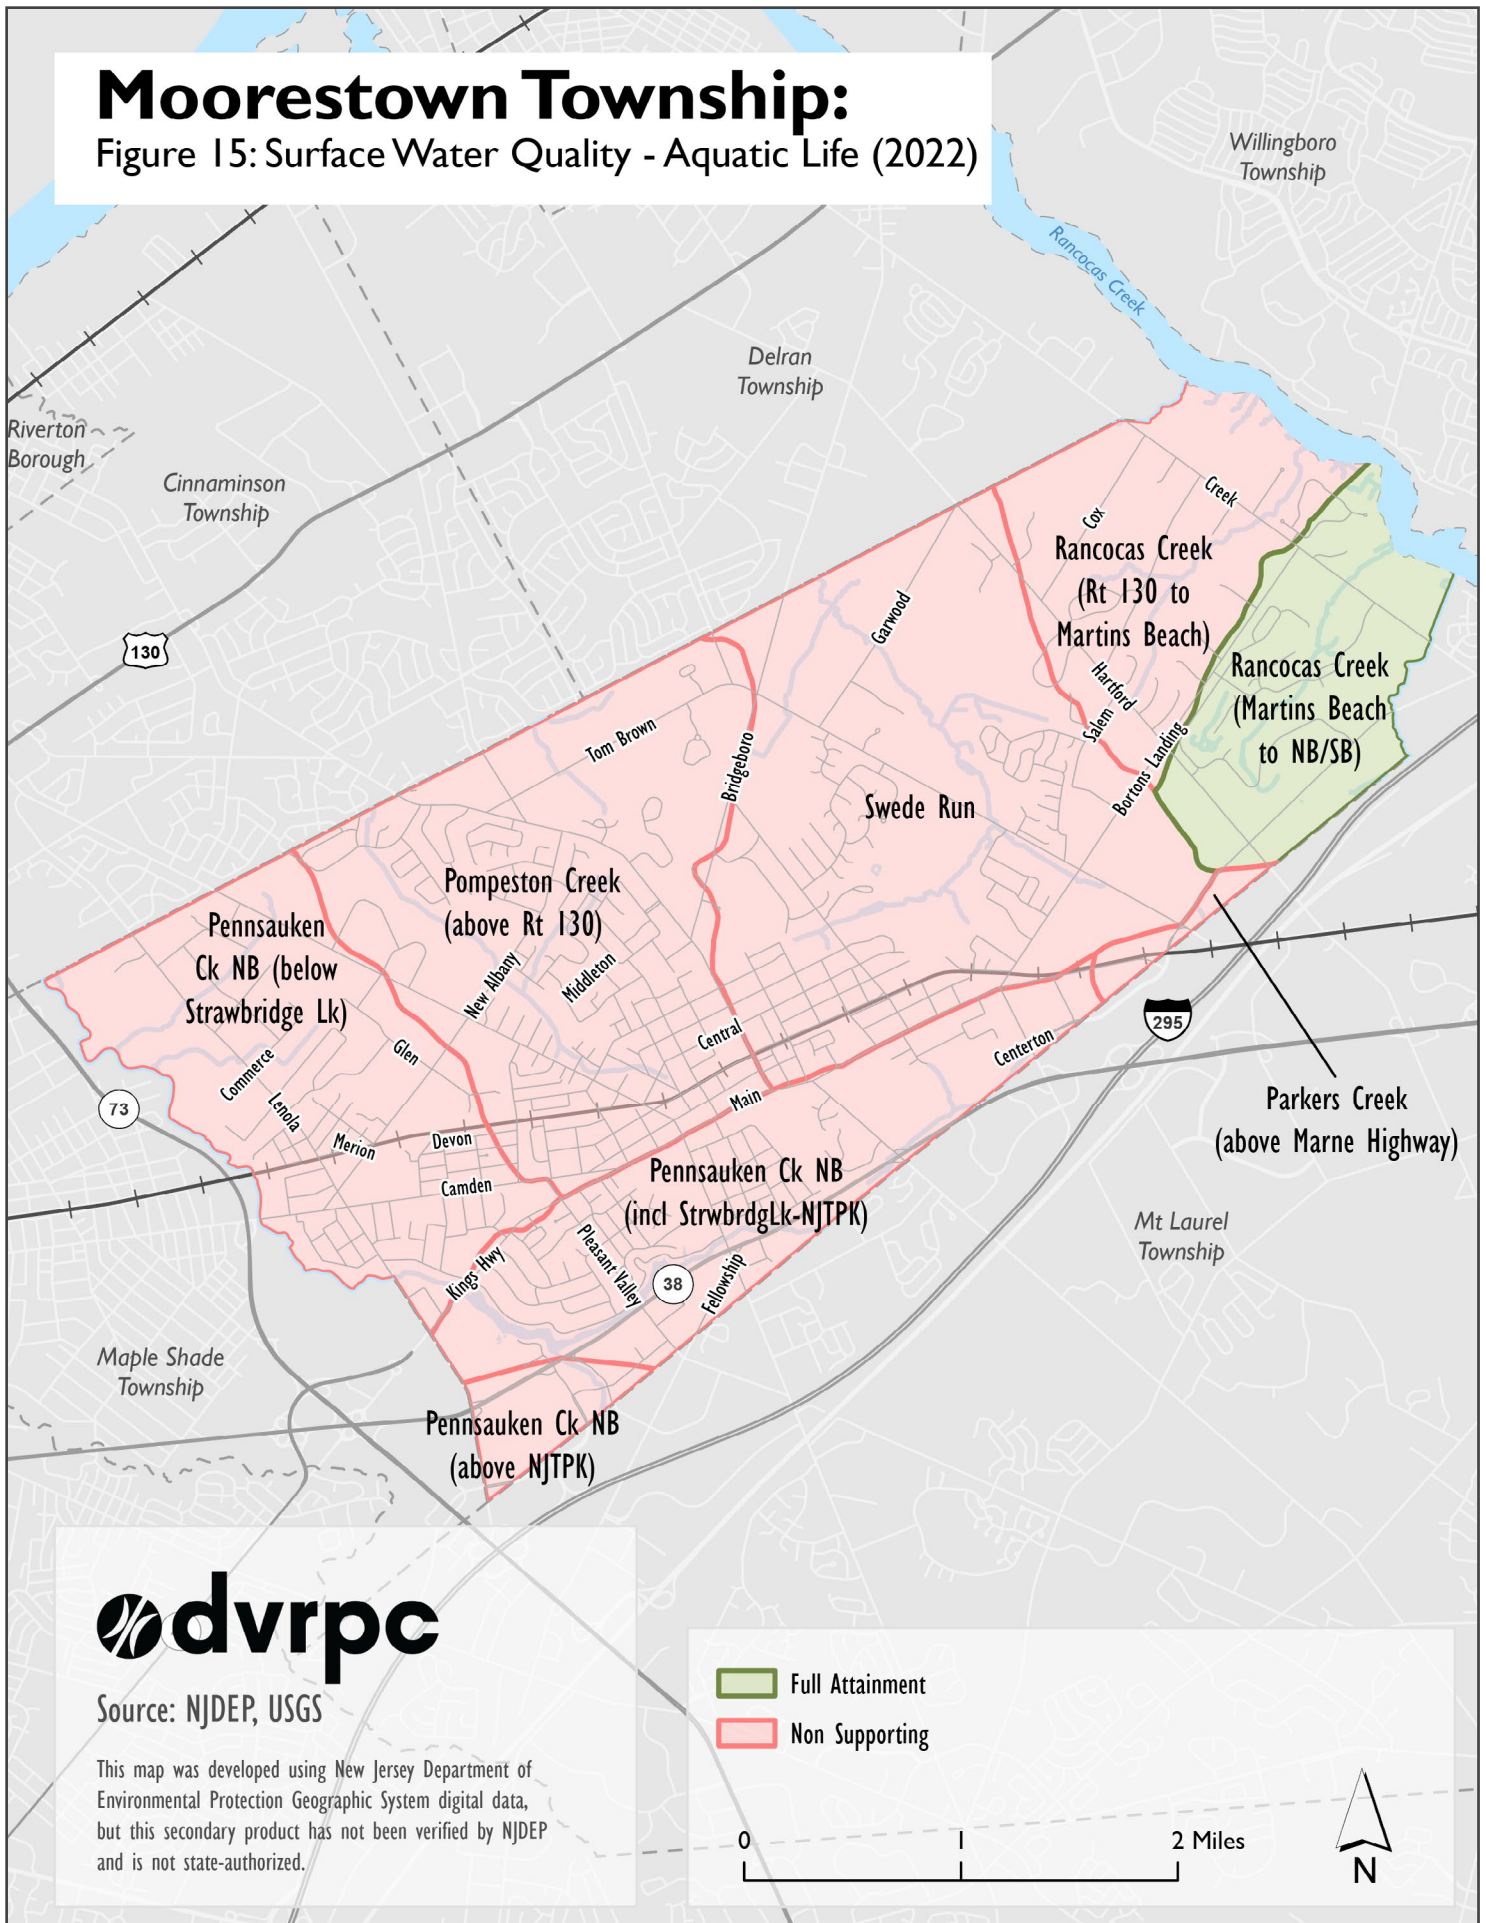 Moorestown Township:
Figure 15: Surface Water Quality - Aquatic Life (2022)
Willingboro
Township
Rancocas Creek
Delran
Township
Riverton
Borough
Cinnaminson
Township
130
Creek
Cox
Rancocas Creek
(Rt 130 to
Martins Beach)
Garwood
Hartford
Salem
Bortons Landing
Rancocas Creek
(Martins Beach
to NB/SB)
Tom Brown
Bridgeboro
Swede Run
Pompeston Creek
(above Rt 130)
Pennsauken
Ck NB (below
Strawbridge Lk)
New Albany
Middleton
Central
Glen
Commerce
Lenola
73
Merion
Devon
Camden
Main
Centerton
295
Parkers Creek
(above Marne Highway)
Pennsauken Ck NB
(incl StrwbrdgLk-NJTPK)
Kings Hwy
Pleasant Valley
38
Fellowship
Mt Laurel
Township
Maple Shade
Township
Pennsauken Ck NB
(above NJTPK)
dvrpc
Source: NJDEP, USGS
This map was developed using New Jersey Department of
Environmental Protection Geographic System digital data,
but this secondary product has not been verified by NJDEP
and is not state-authorized.
Full Attainment
Non Supporting
0 1 2 Miles
N